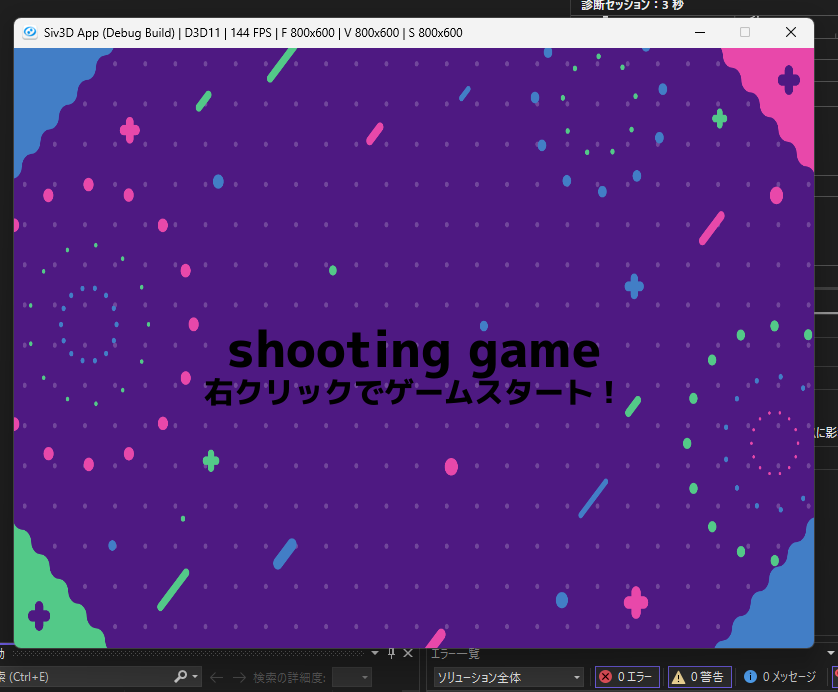 診断セッション：3 秒
Siv3D App (Debug Build) | D3D11 | 144 FPS | F 800x600 | V 800x600 | S 800x600
shooting game
右クリックでゲームスタート！
に影
エラー一覧
(Ctrl+E)
検索の詳細度:
ソリューション全体
0 エラー
0 警告
0 メッセージ